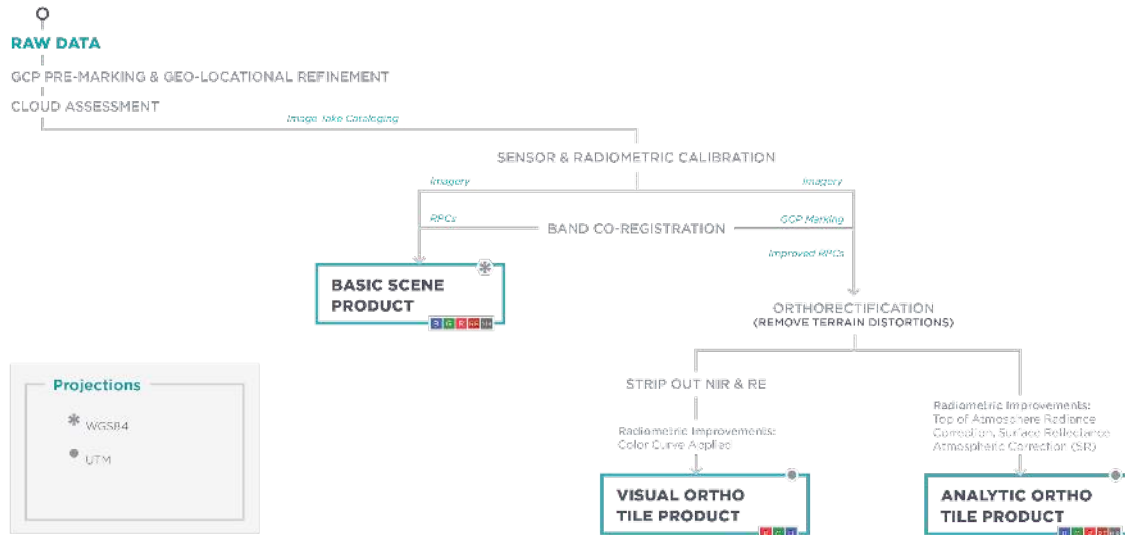 RAW DATA
GCP PRE-MARKING & GEO-LOCATIONAL REFINEMENT
CLOUD ASSESSMENT
Image Take Cataloging
SENSOR & RADIOMETRIC CALIBRATION
Imagery
Imagery
RPCs
BAND CO-REGISTRATION
GCP Marking
Improved RPCs
BASIC SCENE
PRODUCT
B G R RE NIR
ORTHORECTIFICATION
(REMOVE TERRAIN DISTORTIONS)
STRIP OUT NIR & RE
Radiometric Improvements:
Color Curve Applied
Radiometric Improvements:
Top of Atmosphere Radiance
Correction, Surface Reflectance
Atmospheric Correction (SR)
Projections
WGS84
UTM
VISUAL ORTHO
TILE PRODUCT
ANALYTIC ORTHO
TILE PRODUCT